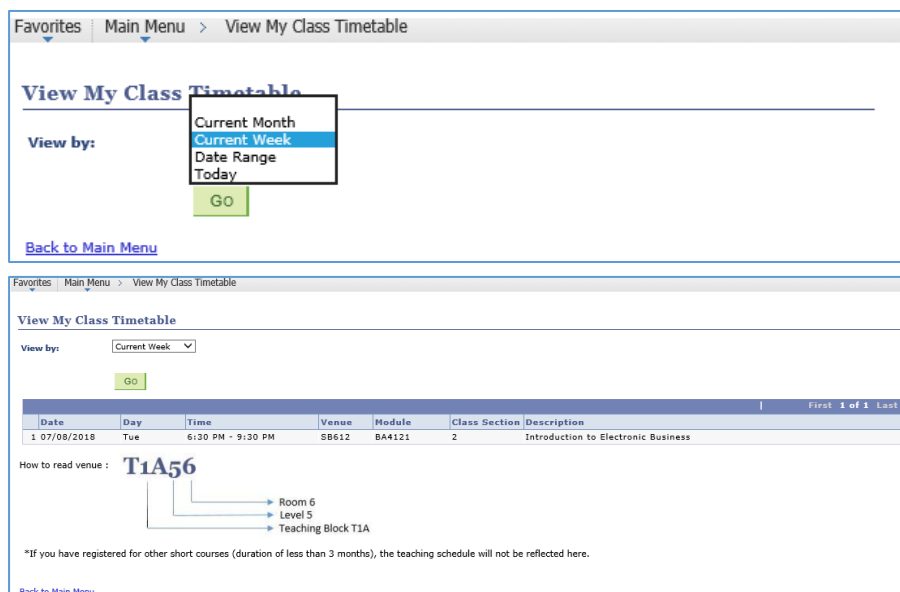 Favorites Main Menu > View My Class Timetable
View My Class Timetable
Current Month
View by: Current Week
Date Range
Today
Go
Back to Main Menu
Favorites Main Menu > View My Class Timetable
View My Class Timetable
View by: Current Week
GO
| First 1 of 1 Last
Date Day Time Venue Module Class Section Description
1 07/08/2018 Tue 6:30 PM - 9:30 PM SB612 BA4121 2 Introduction to Electronic Business
How to read venue : T1A56
Room 6
Level 5
Teaching Block T1A
*If you have registered for other short courses (duration of less than 3 months), the teaching schedule will not be reflected here.
Back to Main Menu